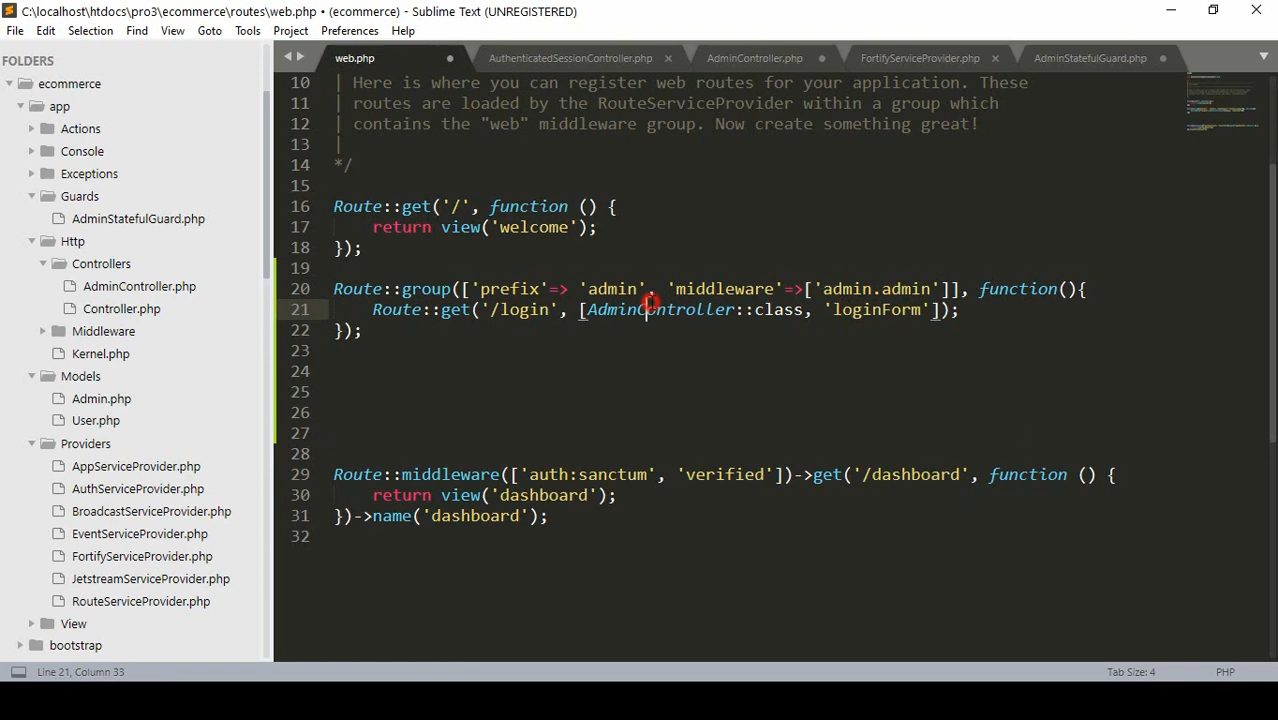 C:\localhost\htdocs\pro3\ecommerce\routes\web.php • (ecommerce) - Sublime Text (UNREGISTERED)
File Edit Selection Find View Goto Tools Project Preferences Help
FOLDERS
ecommerce
app
Actions
Console
Exceptions
Guards
AdminStatefulGuard.php
Http
Controllers
AdminController.php
Controller.php
Middleware
Kernel.php
Models
Admin.php
User.php
Providers
AppServiceProvider.php
AuthServiceProvider.php
BroadcastServiceProvider.php
EventServiceProvider.php
FortifyServiceProvider.php
JetstreamServiceProvider.php
RouteServiceProvider.php
View
bootstrap
web.php AuthenticatedSessionController.php AdminController.php FortifyServiceProvider.php AdminStatefulGuard.php
10 | Here is where you can register web routes for your application. These
11 | routes are loaded by the RouteServiceProvider within a group which
12 | contains the "web" middleware group. Now create something great!
13 |
14 */
15
16 Route::get('/', function () {
17     return view('welcome');
18 });
19
20 Route::group(['prefix'=> 'admin', 'middleware'=>['admin.admin']], function(){
21     Route::get('/login', [AdminController::class, 'loginForm']);
22 });
23
24
25
26
27
28
29 Route::middleware(['auth:sanctum', 'verified'])->get('/dashboard', function () {
30     return view('dashboard');
31 })->name('dashboard');
32
Line 21, Column 33 Tab Size: 4 PHP